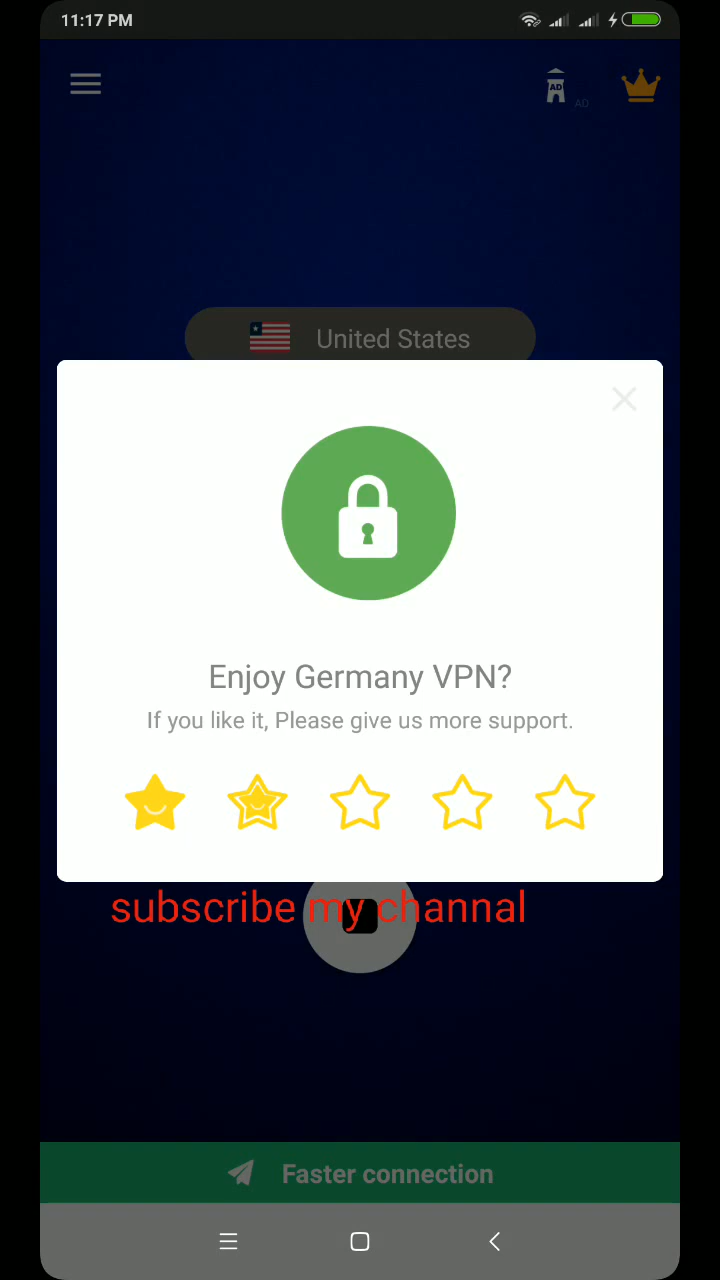 11:17 PM
AD
AD
United States
Enjoy Germany VPN?
If you like it, Please give us more support.
subscribe my channal
Faster connection